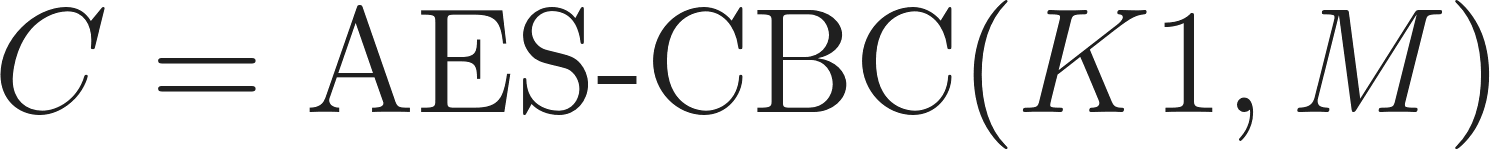 C = AES-CBC(K1, M)